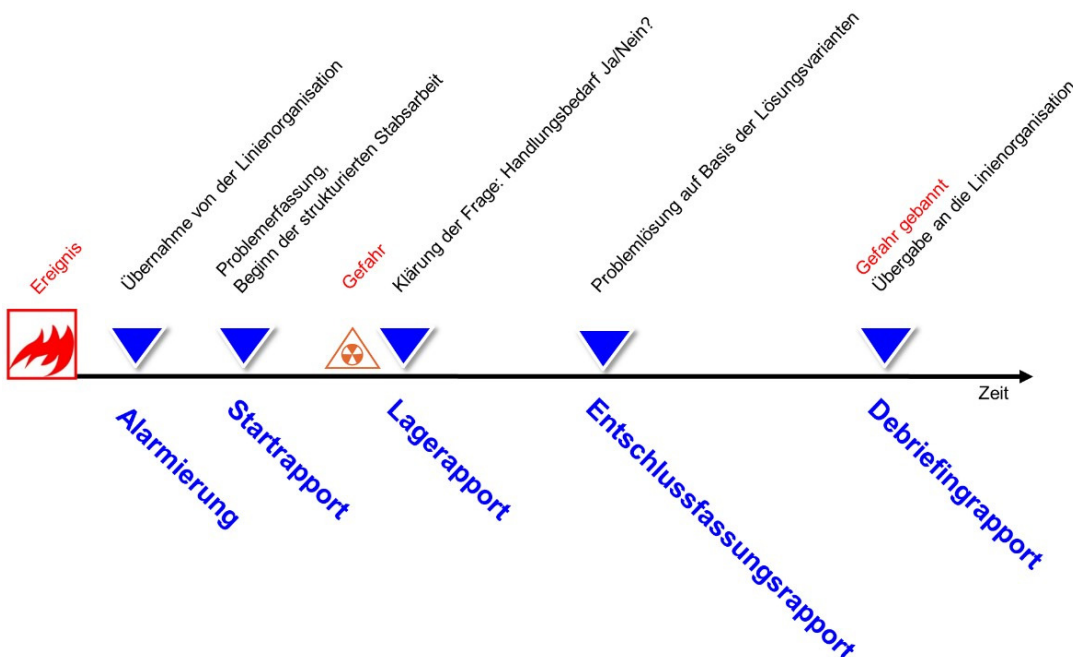 Ereignis
Übernahme von der Linienorganisation
Problemerfassung,
Beginn der strukturierten Stabsarbeit
Gefahr
Klärung der Frage: Handlungsbedarf Ja/Nein?
Problemlösung auf Basis der Lösungsvarianten
Gefahr gebannt
Übergabe an die Linienorganisation
Zeit
Alarmierung
Startrapport
Lagerapport
Entschlussfassungsrapport
Debriefingrapport